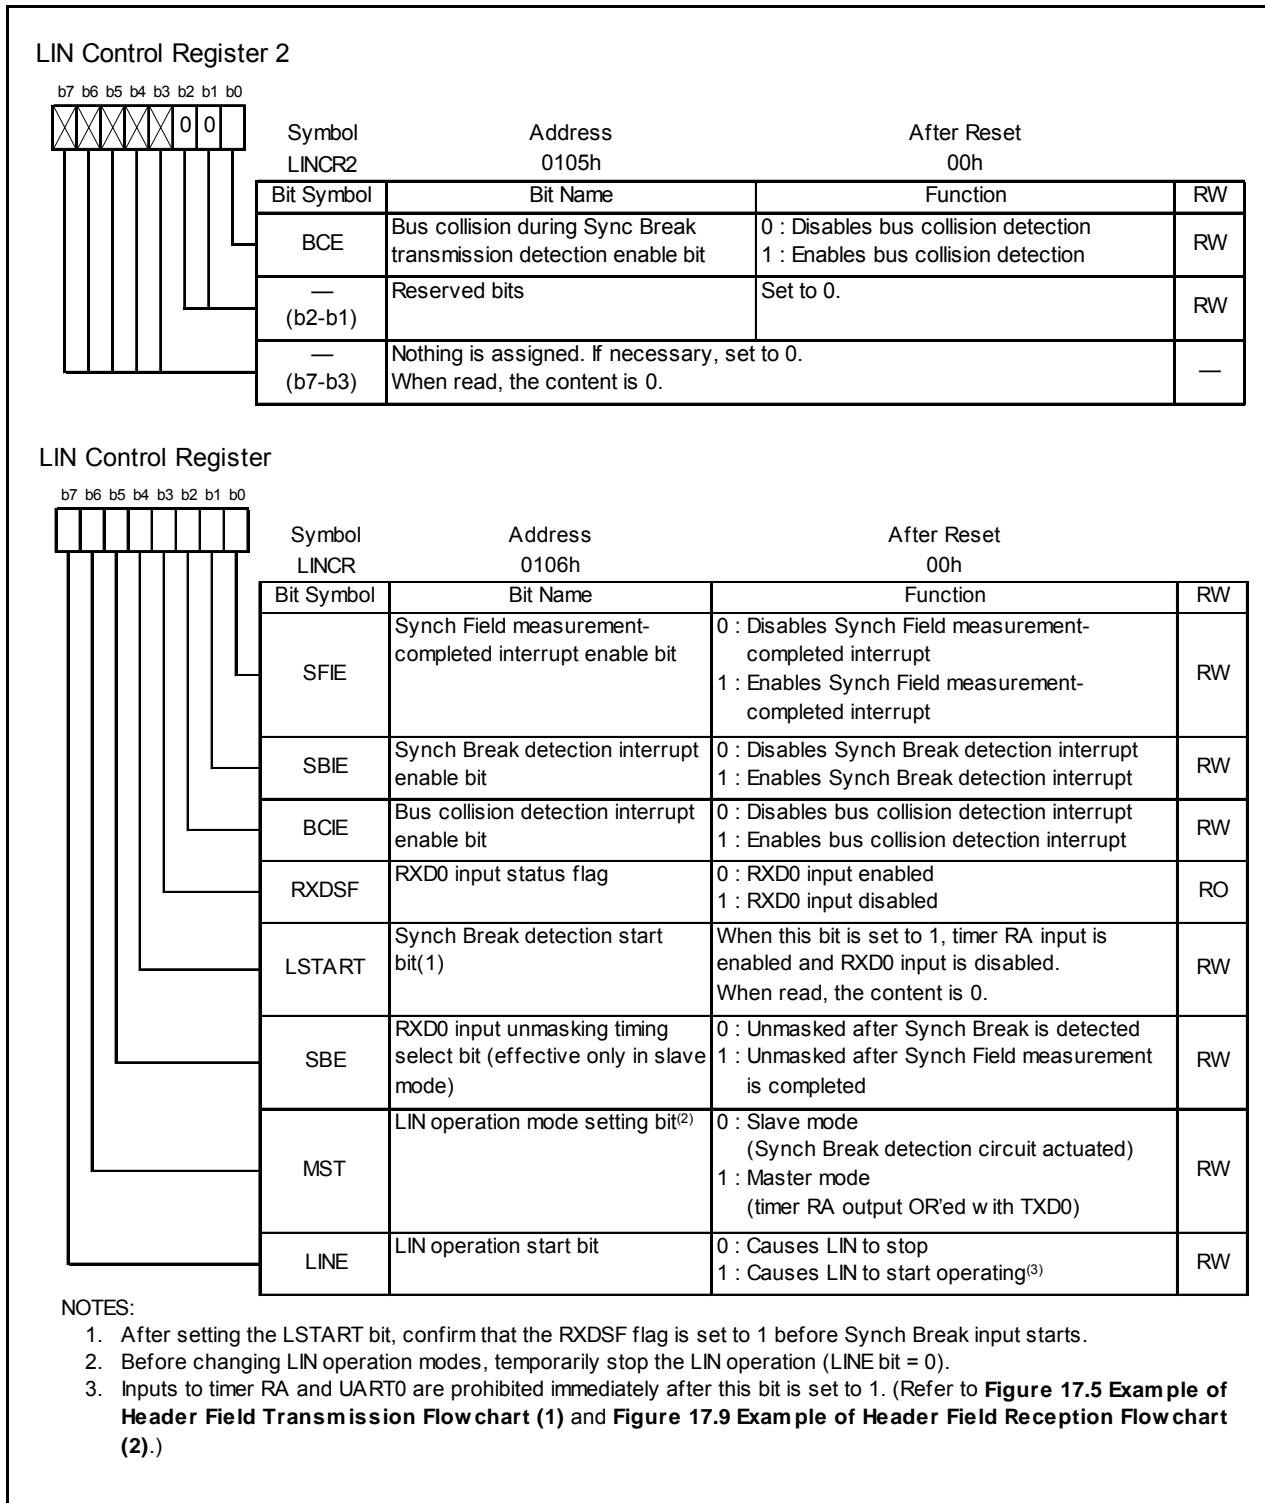 LIN Control Register 2
b7 b6 b5 b4 b3 b2 b1 b0
0 0
Symbol Address After Reset
LINCR2 0105h 00h
Bit Symbol Bit Name Function RW
BCE
Bus collision during Sync Break
transmission detection enable bit
0 : Disables bus collision detection
1 : Enables bus collision detection
RW
—
(b2-b1)
Reserved bits
Set to 0.
RW
—
(b7-b3)
Nothing is assigned. If necessary, set to 0.
When read, the content is 0.
—
LIN Control Register
b7 b6 b5 b4 b3 b2 b1 b0
Symbol Address After Reset
LINCR 0106h 00h
Bit Symbol Bit Name Function RW
SFIE
Synch Field measurement-
completed interrupt enable bit
0 : Disables Synch Field measurement-
completed interrupt
1 : Enables Synch Field measurement-
completed interrupt
RW
SBIE
Synch Break detection interrupt
enable bit
0 : Disables Synch Break detection interrupt
1 : Enables Synch Break detection interrupt
RW
BCIE
Bus collision detection interrupt
enable bit
0 : Disables bus collision detection interrupt
1 : Enables bus collision detection interrupt
RW
RXDSF
RXD0 input status flag
0 : RXD0 input enabled
1 : RXD0 input disabled
RO
LSTART
Synch Break detection start
bit(1)
When this bit is set to 1, timer RA input is
enabled and RXD0 input is disabled.
When read, the content is 0.
RW
SBE
RXD0 input unmasking timing
select bit (effective only in slave
mode)
0 : Unmasked after Synch Break is detected
1 : Unmasked after Synch Field measurement
is completed
RW
MST
LIN operation mode setting bit(2)
0 : Slave mode
(Synch Break detection circuit actuated)
1 : Master mode
(timer RA output OR'ed with TXD0)
RW
LINE
LIN operation start bit
0 : Causes LIN to stop
1 : Causes LIN to start operating(3)
RW
NOTES:
1. After setting the LSTART bit, confirm that the RXDSF flag is set to 1 before Synch Break input starts.
2. Before changing LIN operation modes, temporarily stop the LIN operation (LINE bit = 0).
3. Inputs to timer RA and UART0 are prohibited immediately after this bit is set to 1. (Refer to Figure 17.5 Example of
Header Field Transmission Flowchart (1) and Figure 17.9 Example of Header Field Reception Flowchart
(2).)